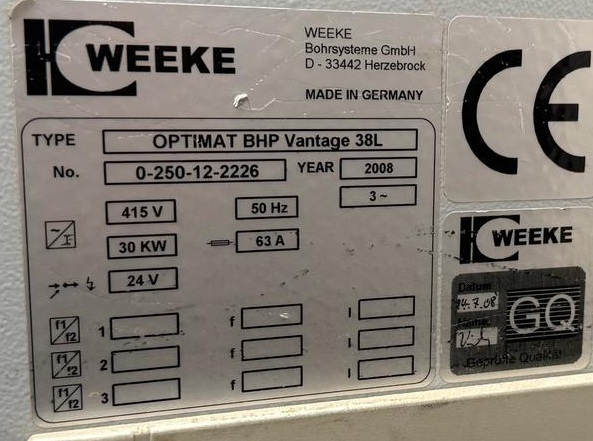 WEEKE
WEEKE
Bohrsysteme GmbH
D - 33442 Herzebrock
MADE IN GERMANY
TYPE OPTIMAT BHP Vantage 38L
No. 0-250-12-2226 YEAR 2008
3 ~
415 V 50 Hz
30 KW 63 A
24 V
f1/f2 1 f I
f1/f2 2 f I
f1/f2 3 f I
CE
WEEKE
Datum
14.7.08
Name
GQ
Geprüfte Qualität